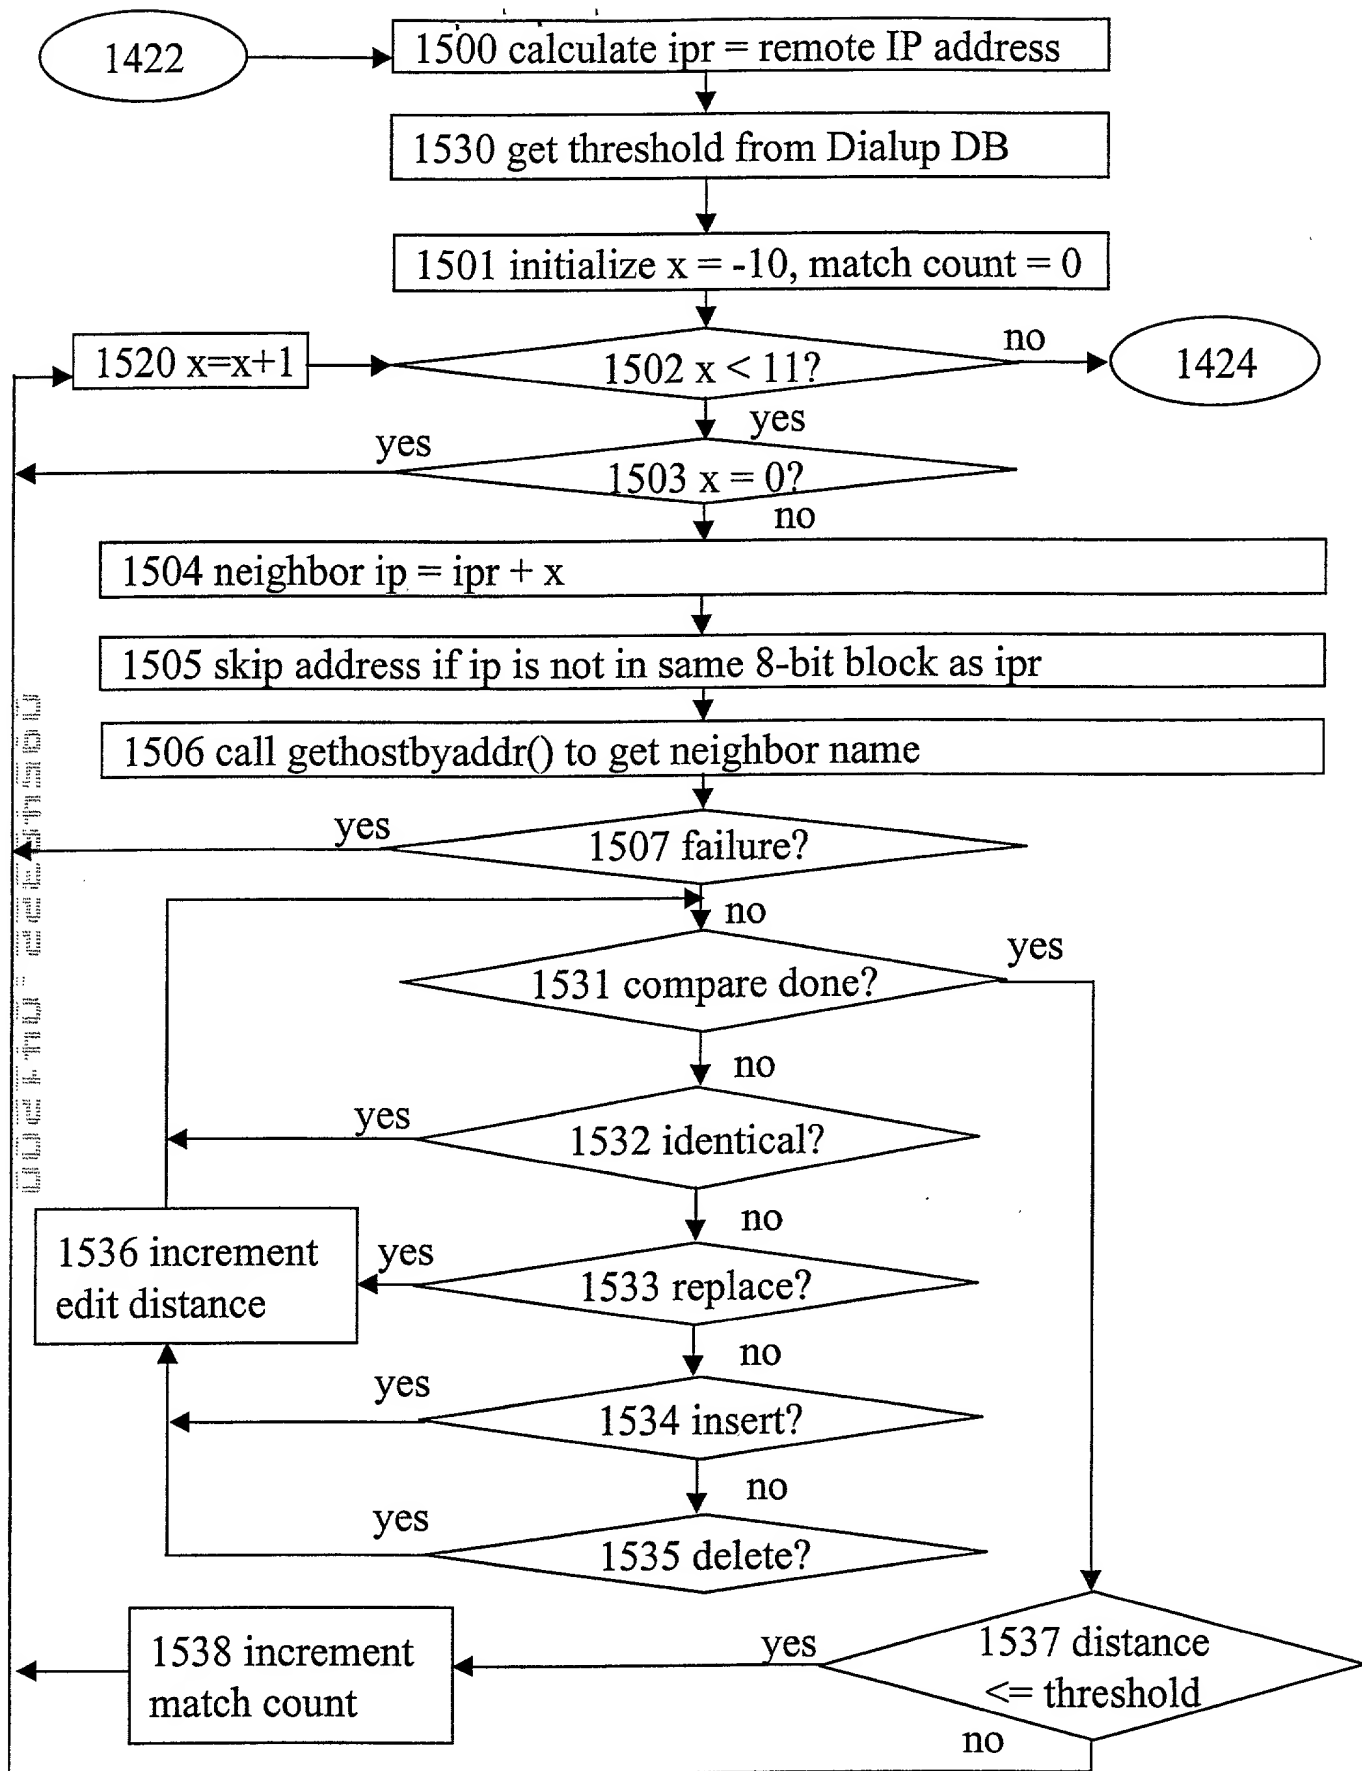 1422
1500 calculate ipr = remote IP address
1530 get threshold from Dialup DB
1501 initialize x = -10, match count = 0
1520 x=x+1
1502 x < 11?
no
1424
yes
yes
1503 x = 0?
no
1504 neighbor ip = ipr + x
1505 skip address if ip is not in same 8-bit block as ipr
1506 call gethostbyaddr() to get neighbor name
yes
1507 failure?
no
1531 compare done?
yes
no
yes
1532 identical?
no
1536 increment
edit distance
yes
1533 replace?
no
yes
1534 insert?
no
yes
1535 delete?
1538 increment
match count
yes
1537 distance
<= threshold
no